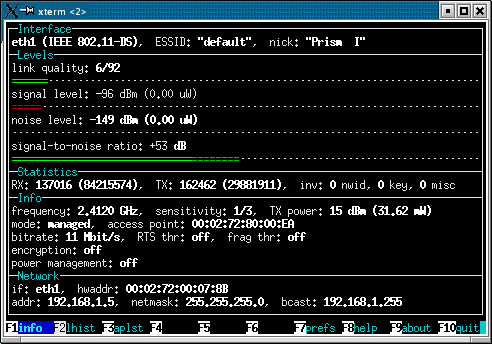 xterm <2>
Interface
eth1 (IEEE 802.11-DS), ESSID: "default", nick: "Prism I"
Levels
link quality: 6/92
signal level: -96 dBm (0.00 uW)
noise level: -149 dBm (0.00 uW)
signal-to-noise ratio: +53 dB
Statistics
RX: 137016 (84215574), TX: 162462 (29881911), inv: 0 nwid, 0 key, 0 misc
Info
frequency: 2.4120 GHz, sensitivity: 1/3, TX power: 15 dBm (31.62 mW)
mode: managed, access point: 00:02:72:80:00:EA
bitrate: 11 Mbit/s, RTS thr: off, frag thr: off
encryption: off
power management: off
Network
if: eth1, hwaddr: 00:02:72:00:07:8B
addr: 192.168.1.5, netmask: 255.255.255.0, bcast: 192.168.1.255
F1info F2lhist F3aplst F4 F5 F6 F7prefs F8help F9about F10quit